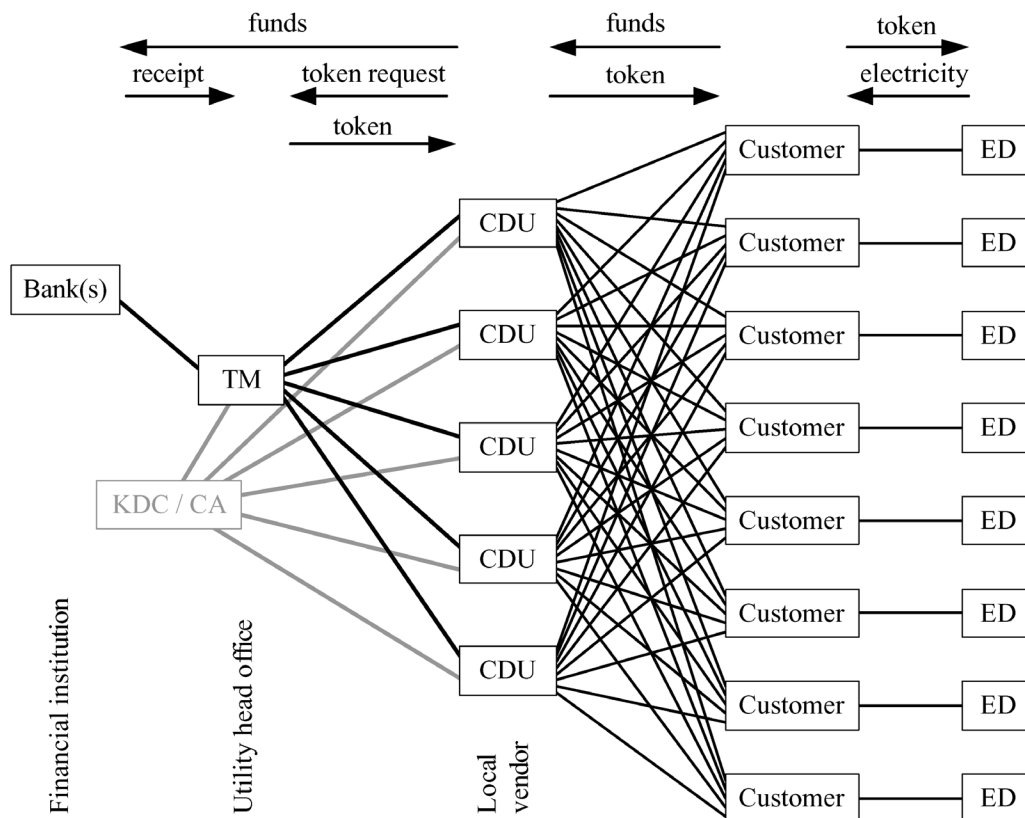 funds
funds
token
receipt
token request
token
electricity
token
Customer
ED
CDU
Customer
ED
Bank(s)
CDU
Customer
ED
TM
CDU
Customer
ED
KDC / CA
Customer
ED
CDU
Customer
ED
CDU
Customer
ED
Customer
ED
Financial institution
Utility head office
Local
vendor